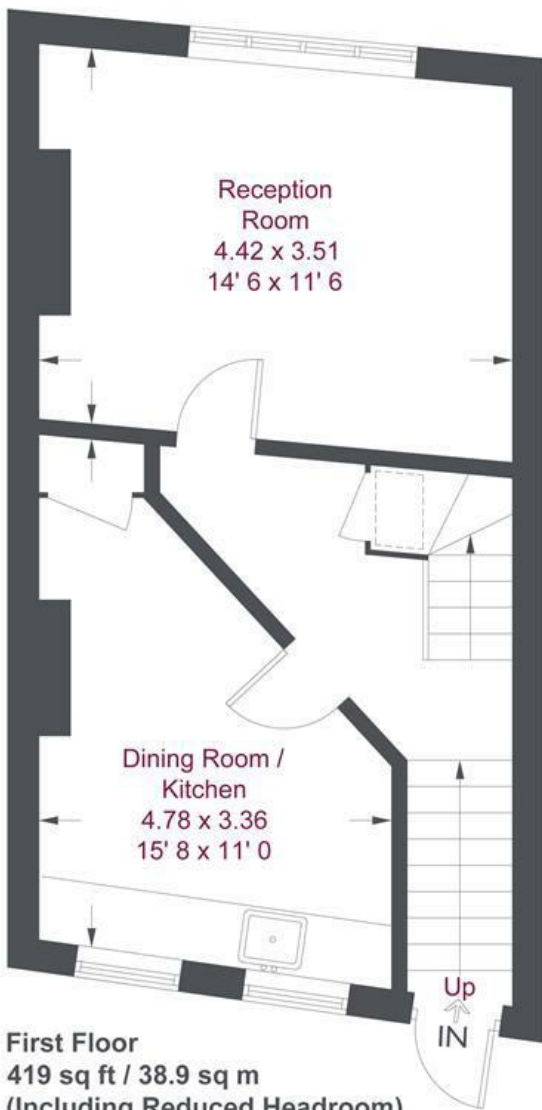 Reception
Room
4.42 x 3.51
14' 6 x 11' 6
Dining Room /
Kitchen
4.78 x 3.36
15' 8 x 11' 0
Up
IN
First Floor
419 sq ft / 38.9 sq m
(Including Reduced Headroom)